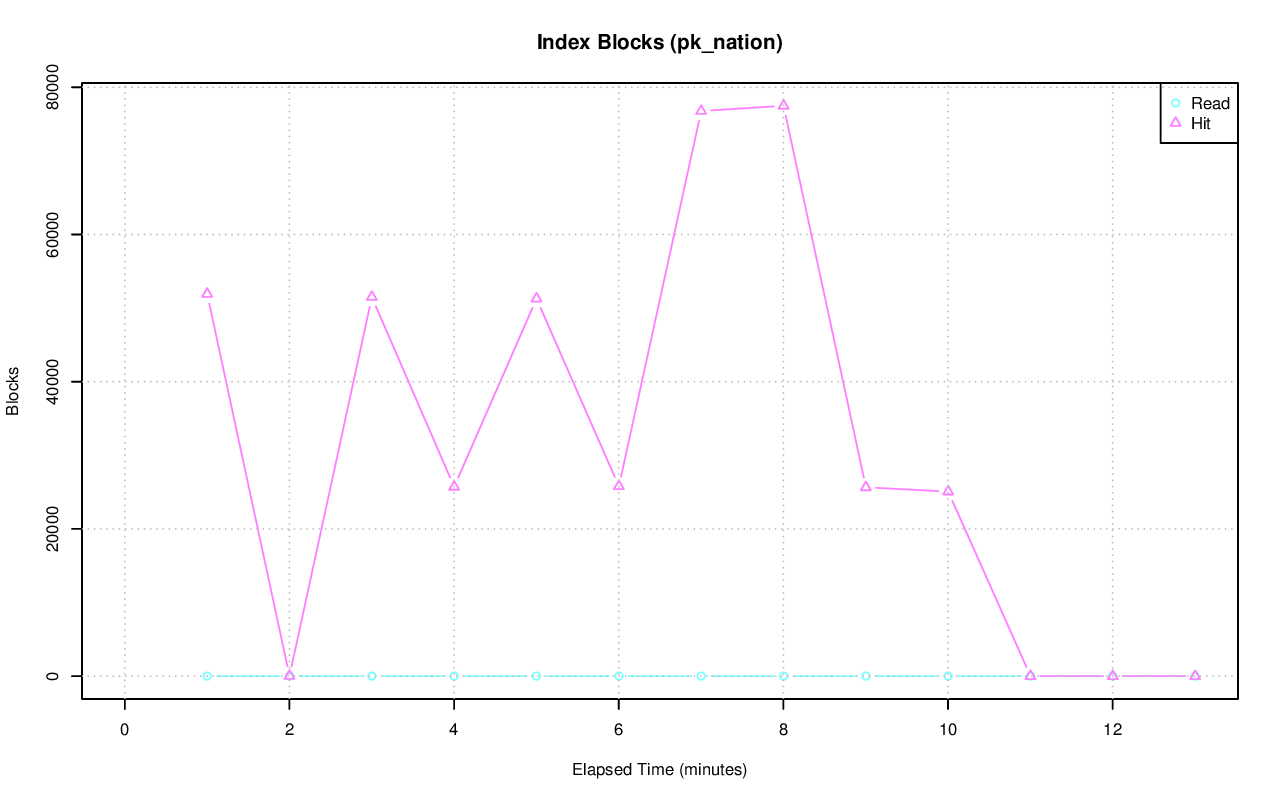 Index Blocks (pk_nation)
Read
Hit
Blocks
80000
60000
40000
20000
0
0 2 4 6 8 10 12
Elapsed Time (minutes)